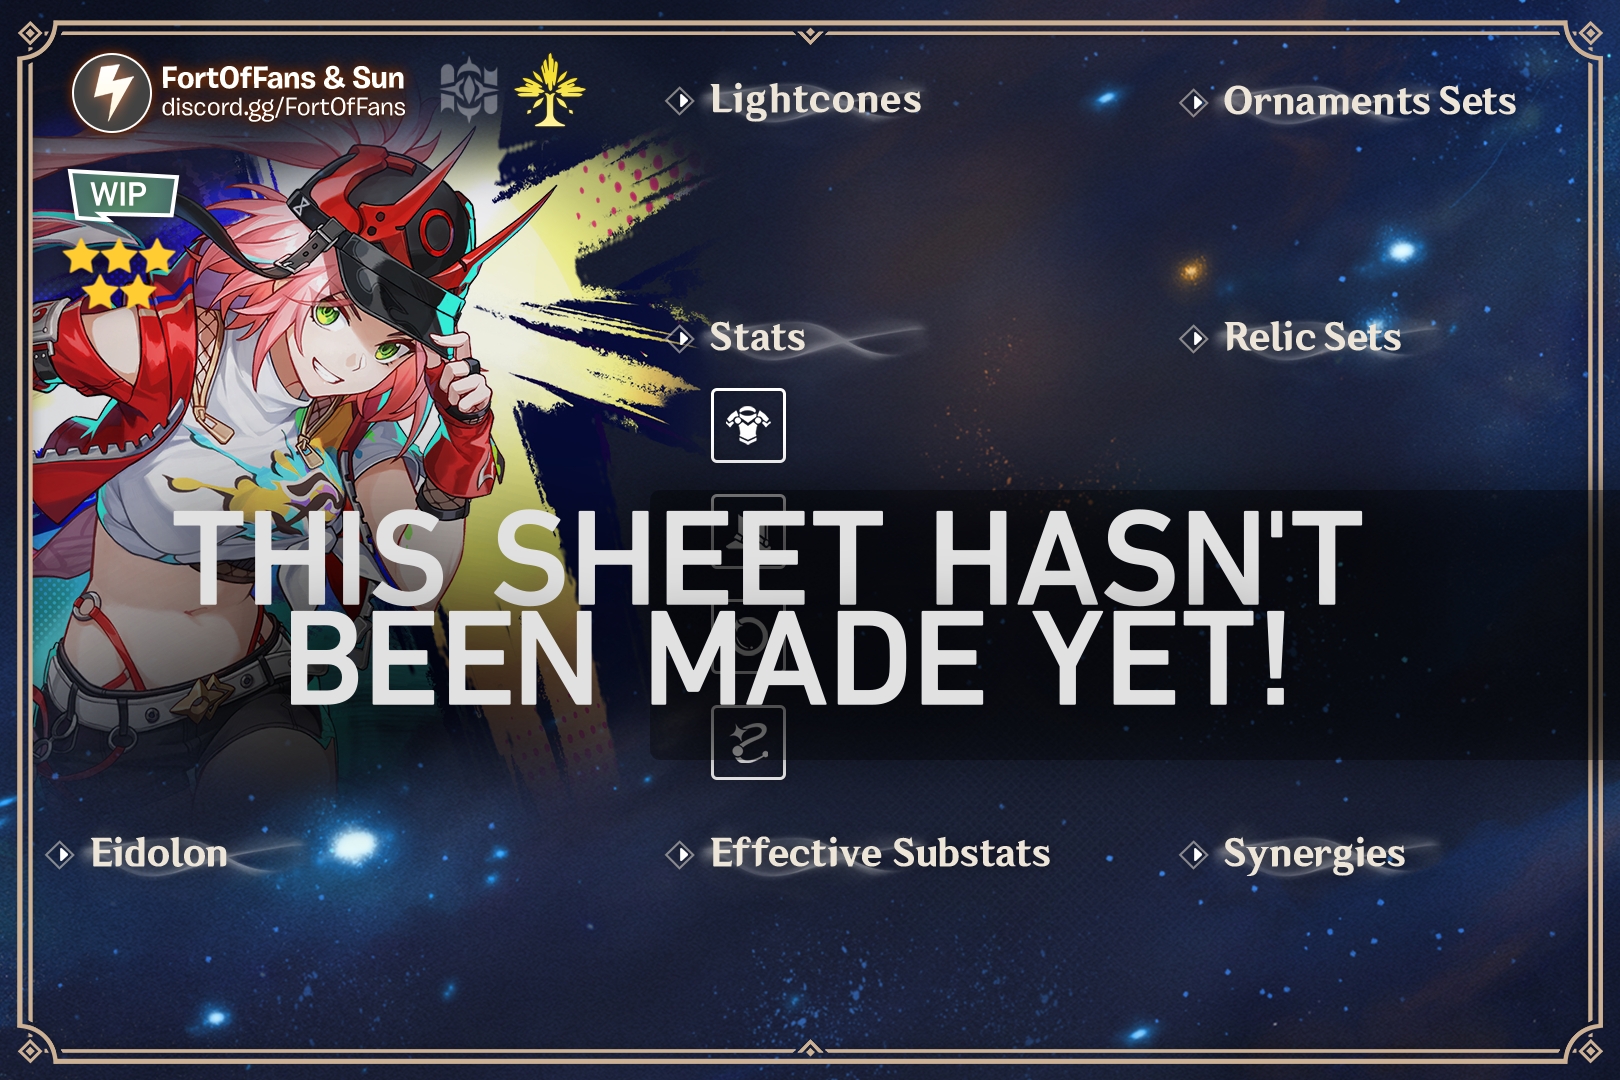 FortOfFans & Sun
discord.gg/FortOfFans
WIP
Lightcones
Ornaments Sets
Stats
Relic Sets
THIS SHEET HASN'T
BEEN MADE YET!
Eidolon
Effective Substats
Synergies